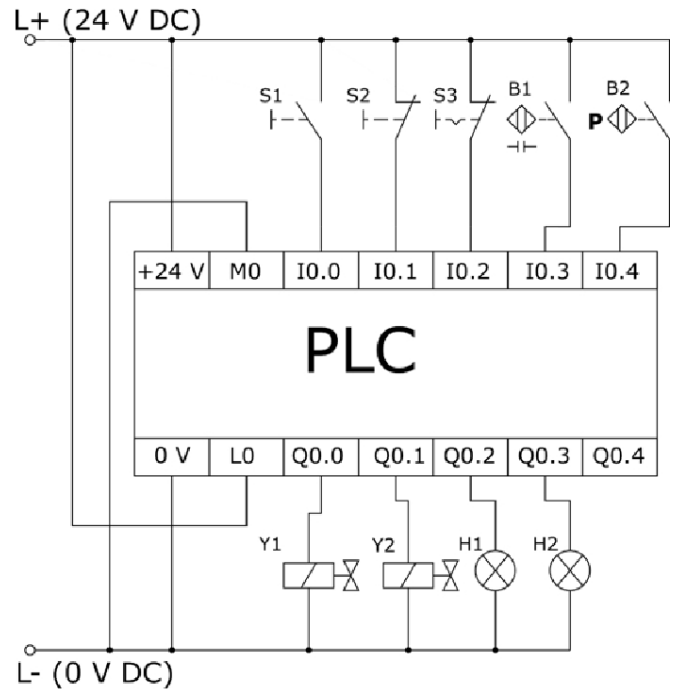 L+ (24 V DC)
S1 S2 S3 B1 B2
P
+24 V M0 I0.0 I0.1 I0.2 I0.3 I0.4
PLC
0 V L0 Q0.0 Q0.1 Q0.2 Q0.3 Q0.4
Y1 Y2 H1 H2
L- (0 V DC)